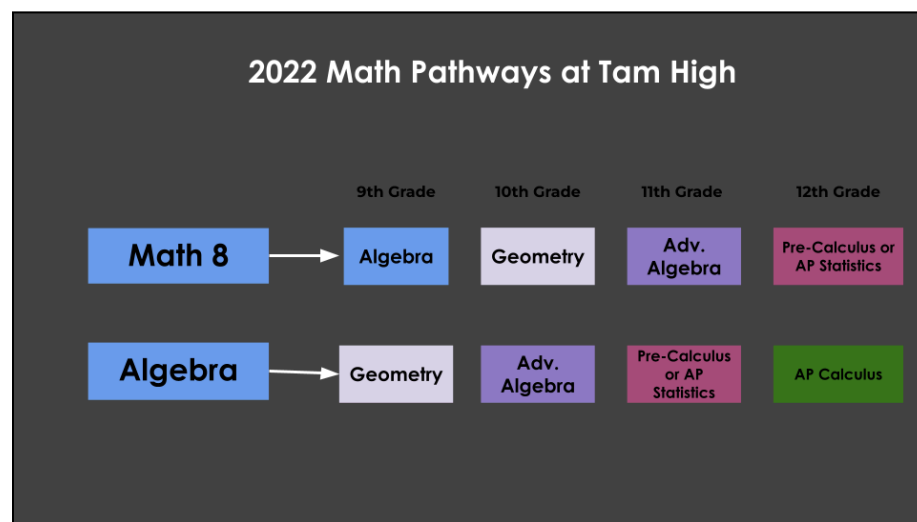 2022 Math Pathways at Tam High
9th Grade
10th Grade
11th Grade
12th Grade
Math 8
Algebra
Geometry
Adv.
Algebra
Pre-Calculus or
AP Statistics
Algebra
Geometry
Adv.
Algebra
Pre-Calculus
or AP
Statistics
AP Calculus